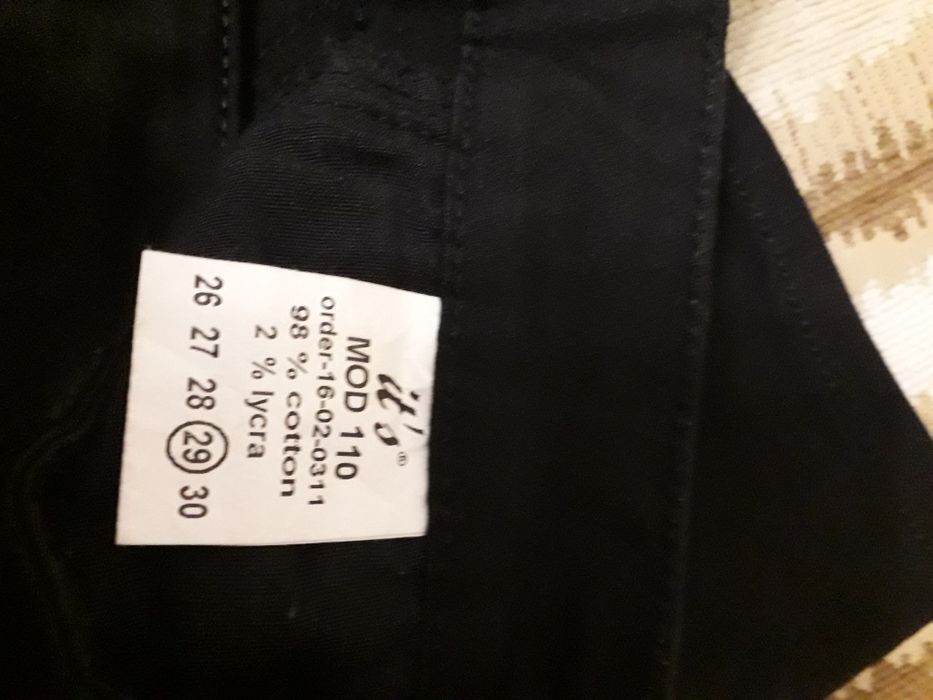 it's ®
MOD 110
order-16-02-0311
98 % cotton
2 % lycra
26 27 28 29 30